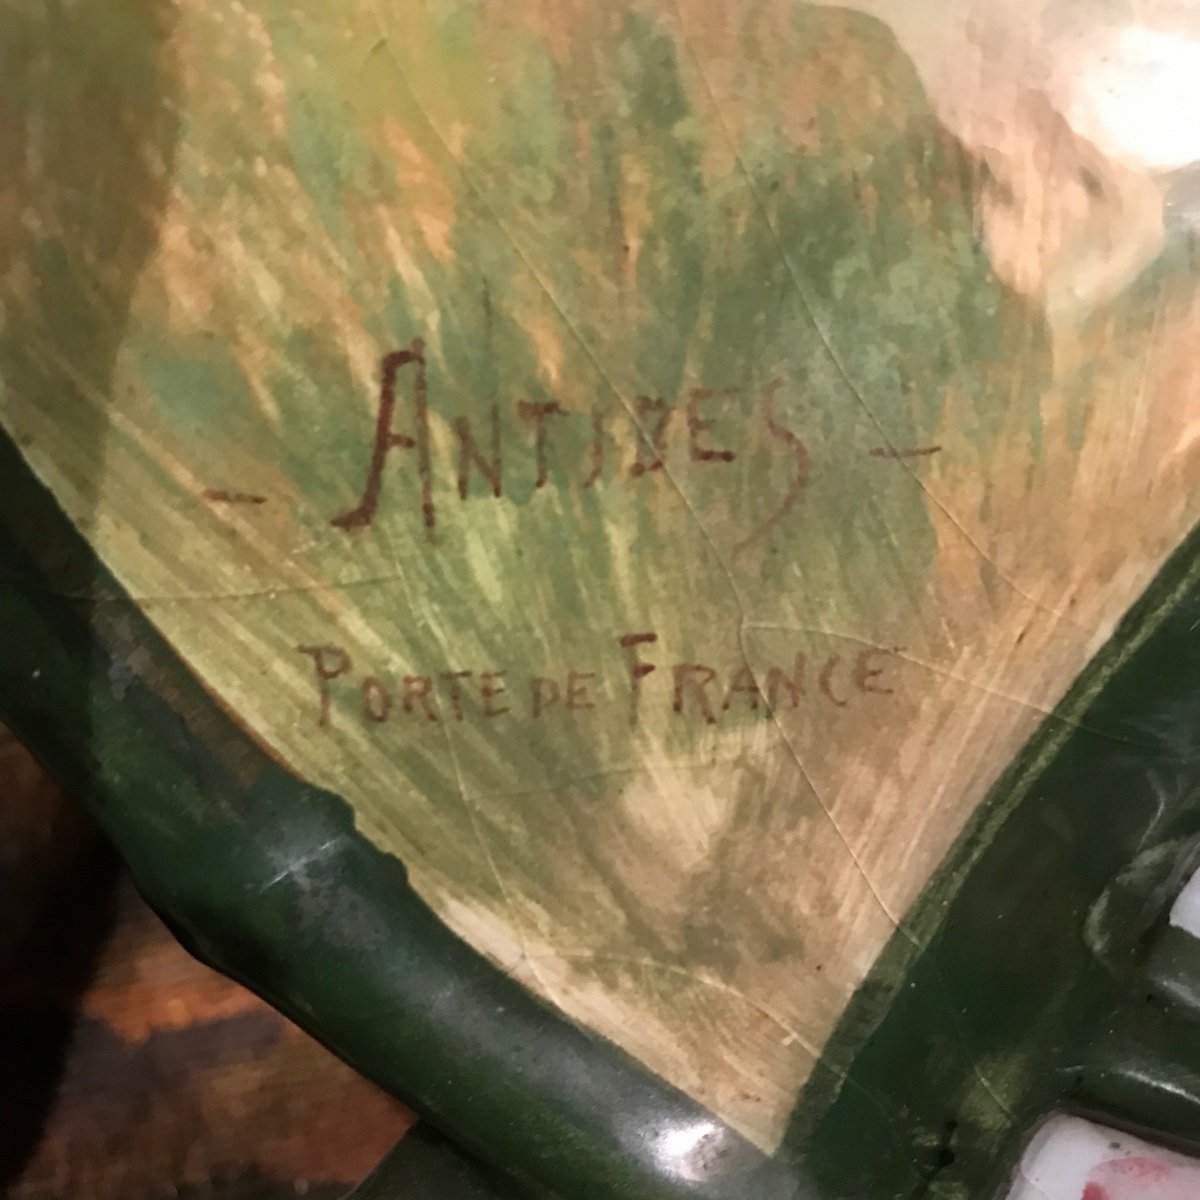 - ANTIBES -
PORTE DE FRANCE